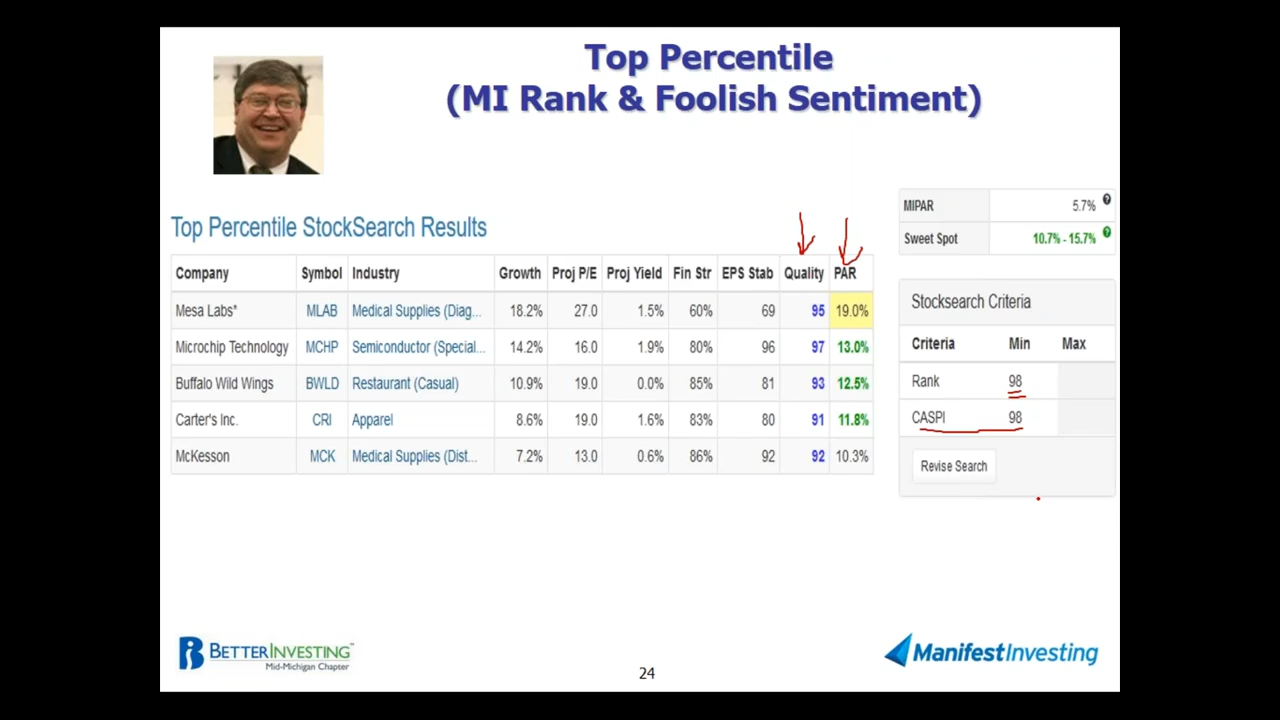 Top Percentile
(MI Rank & Foolish Sentiment)
Top Percentile StockSearch Results
Company Symbol Industry Growth Proj P/E Proj Yield Fin Str EPS Stab Quality PAR
Mesa Labs* MLAB Medical Supplies (Diag... 18.2% 27.0 1.5% 60% 69 95 19.0%
Microchip Technology MCHP Semiconductor (Special... 14.2% 16.0 1.9% 80% 96 97 13.0%
Buffalo Wild Wings BWLD Restaurant (Casual) 10.9% 19.0 0.0% 85% 81 93 12.5%
Carter's Inc. CRI Apparel 8.6% 19.0 1.6% 83% 80 91 11.8%
McKesson MCK Medical Supplies (Dist... 7.2% 13.0 0.6% 86% 92 92 10.3%
MIPAR 5.7% ?
Sweet Spot 10.7% - 15.7% ?
Stocksearch Criteria
Criteria Min Max
Rank 98
CASPI 98
Revise Search
BETTERINVESTING™
Mid-Michigan Chapter
24
ManifestInvesting